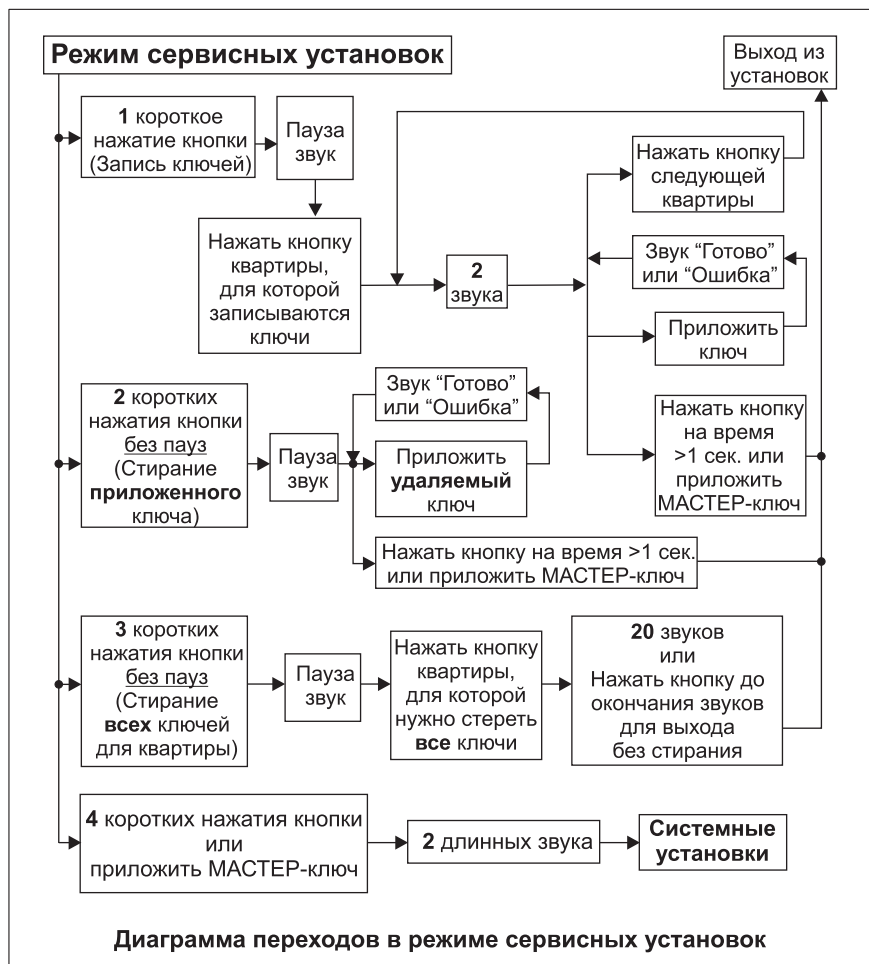 Режим сервисных установок
Выход из
установок
1 короткое
нажатие кнопки
(Запись ключей)
Пауза
звук
Нажать кнопку
следующей
квартиры
Нажать кнопку
квартиры,
для которой
записываются
ключи
2
звука
Звук “Готово”
или “Ошибка”
Приложить
ключ
Нажать кнопку
на время
>1 сек. или
приложить
МАСТЕР-ключ
2 коротких
нажатия кнопки
без пауз
(Стирание
приложенного
ключа)
Пауза
звук
Звук “Готово”
или “Ошибка”
Приложить
удаляемый
ключ
Нажать кнопку на время >1 сек.
или приложить МАСТЕР-ключ
3 коротких
нажатия кнопки
без пауз
(Стирание
всех ключей
для квартиры)
Пауза
звук
Нажать кнопку
квартиры,
для которой
нужно стереть
все ключи
20 звуков
или
Нажать кнопку до
окончания звуков
для выхода
без стирания
4 коротких нажатия кнопки
или
приложить МАСТЕР-ключ
2 длинных звука
Системные
установки
Диаграмма переходов в режиме сервисных установок